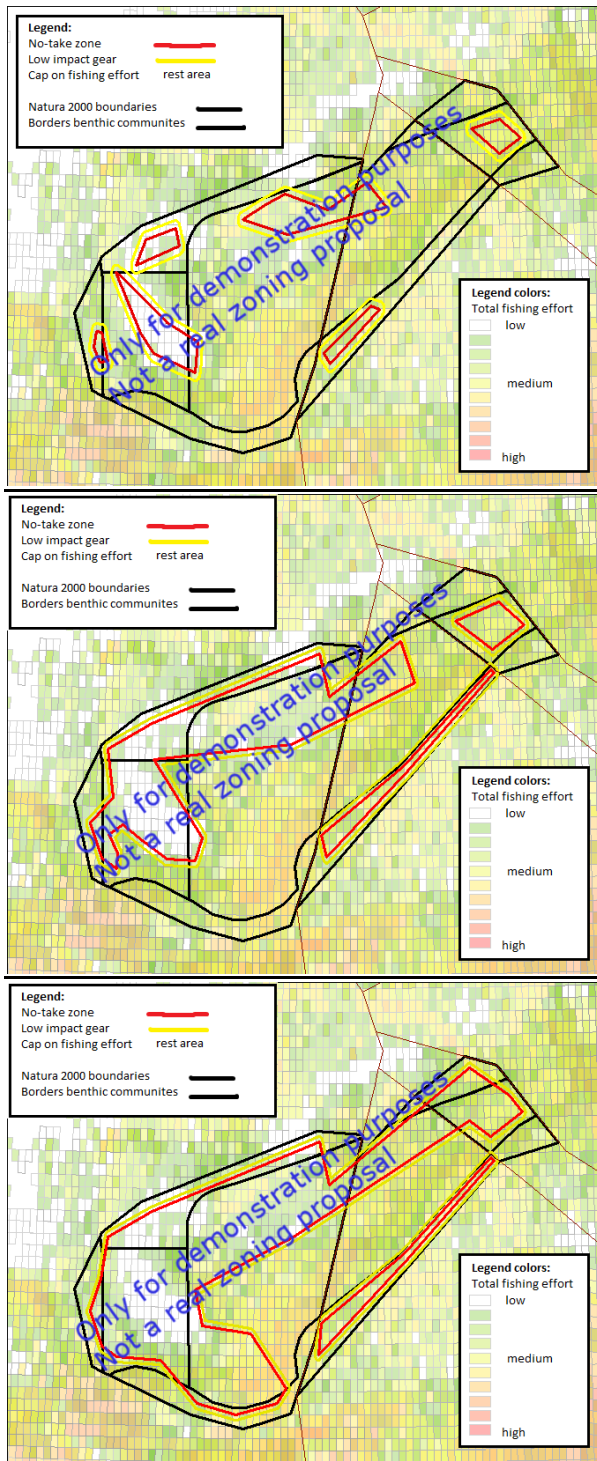 Legend:
No-take zone
Low impact gear
Cap on fishing effort rest area
Natura 2000 boundaries
Borders benthic communites
Only for demonstration purposes
Not a real zoning proposal
Legend colors:
Total fishing effort
low
medium
high
Legend:
No-take zone
Low impact gear
Cap on fishing effort rest area
Natura 2000 boundaries
Borders benthic communites
Only for demonstration purposes
Not a real zoning proposal
Legend colors:
Total fishing effort
low
medium
high
Legend:
No-take zone
Low impact gear
Cap on fishing effort rest area
Natura 2000 boundaries
Borders benthic communites
Only for demonstration purposes
Not a real zoning proposal
Legend colors:
Total fishing effort
low
medium
high